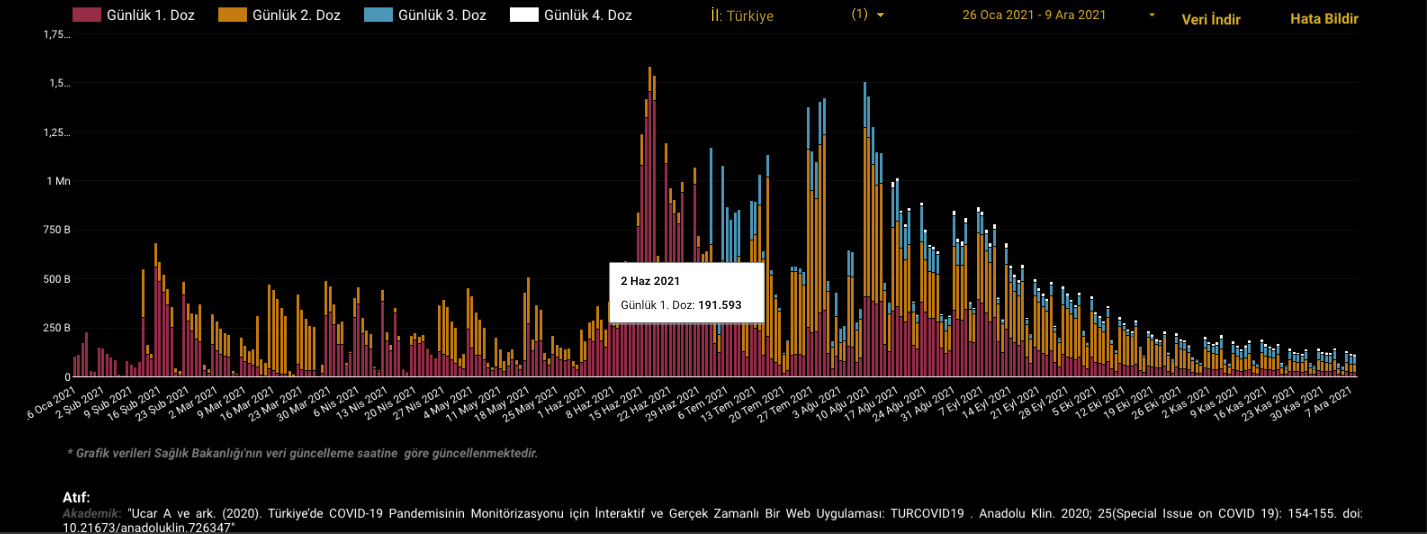 Günlük 1. Doz Günlük 2. Doz Günlük 3. Doz Günlük 4. Doz İl: Türkiye (1) 26 Oca 2021 - 9 Ara 2021 Veri İndir Hata Bildir
1,75...
1,5...
1,25...
1 Mn
750 B
500 B
250 B
0
2 Haz 2021
Günlük 1. Doz: 191.593
6 Oca 2021 2 Şub 2021 9 Şub 2021 16 Şub 2021 23 Şub 2021 2 Mar 2021 9 Mar 2021 16 Mar 2021 23 Mar 2021 30 Mar 2021 6 Nis 2021 13 Nis 2021 20 Nis 2021 27 Nis 2021 4 May 2021 11 May 2021 18 May 2021 25 May 2021 1 Haz 2021 8 Haz 2021 15 Haz 2021 22 Haz 2021 29 Haz 2021 6 Tem 2021 13 Tem 2021 20 Tem 2021 27 Tem 2021 3 Ağu 2021 10 Ağu 2021 17 Ağu 2021 24 Ağu 2021 31 Ağu 2021 7 Eyl 2021 14 Eyl 2021 21 Eyl 2021 28 Eyl 2021 5 Eki 2021 12 Eki 2021 19 Eki 2021 26 Eki 2021 2 Kas 2021 9 Kas 2021 16 Kas 2021 23 Kas 2021 30 Kas 2021 7 Ara 2021
* Grafik verileri Sağlık Bakanlığı'nın veri güncelleme saatine göre güncellenmektedir.
Atıf:
Akademik: "Ucar A ve ark. (2020). Türkiye'de COVID-19 Pandemisinin Monitörizasyonu için İnteraktif ve Gerçek Zamanlı Bir Web Uygulaması: TURCOVID19 . Anadolu Klin. 2020; 25(Special Issue on COVID 19): 154-155. doi:
10.21673/anadoluklin.726347"